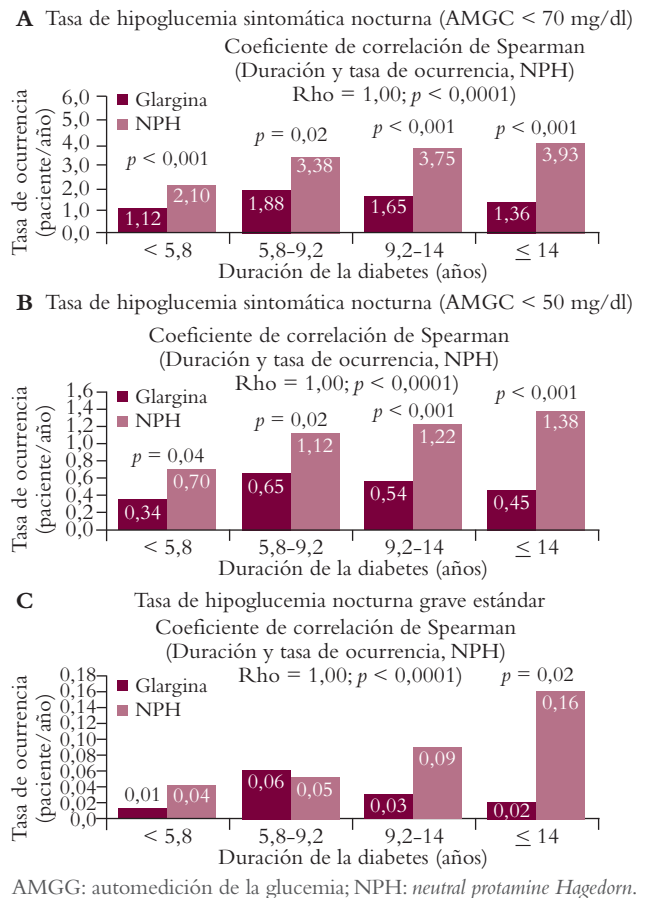 A Tasa de hipoglucemia sintomática nocturna (AMGC < 70 mg/dl)
Coeficiente de correlación de Spearman
(Duración y tasa de ocurrencia, NPH)
Rho = 1,00; p < 0,0001)
Tasa de ocurrencia
(paciente/año)
6,0
5,0
4,0
3,0
2,0
1,0
0,0
Glargina
NPH
p < 0,001
p = 0,02
p < 0,001
p < 0,001
1,12
2,10
1,88
3,38
1,65
3,75
1,36
3,93
< 5,8
5,8-9,2
9,2-14
≤ 14
Duración de la diabetes (años)
B Tasa de hipoglucemia sintomática nocturna (AMGC < 50 mg/dl)
Coeficiente de correlación de Spearman
(Duración y tasa de ocurrencia, NPH)
Rho = 1,00; p < 0,0001)
Tasa de ocurrencia
(paciente/año)
1,6
1,4
1,2
1,0
0,8
0,6
0,4
0,2
0,0
Glargina
NPH
p = 0,04
p = 0,02
p < 0,001
p < 0,001
0,34
0,70
0,65
1,12
0,54
1,22
0,45
1,38
< 5,8
5,8-9,2
9,2-14
≤ 14
Duración de la diabetes (años)
C Tasa de hipoglucemia nocturna grave estándar
Coeficiente de correlación de Spearman
(Duración y tasa de ocurrencia, NPH)
Rho = 1,00; p < 0,0001)
Tasa de ocurrencia
(paciente/año)
0,18
0,16
0,14
0,12
0,10
0,08
0,06
0,04
0,02
0,0
Glargina
NPH
p = 0,02
0,01
0,04
0,06
0,05
0,03
0,09
0,02
0,16
< 5,8
5,8-9,2
9,2-14
≤ 14
Duración de la diabetes (años)
AMGG: automedición de la glucemia; NPH: neutral protamine Hagedorn.